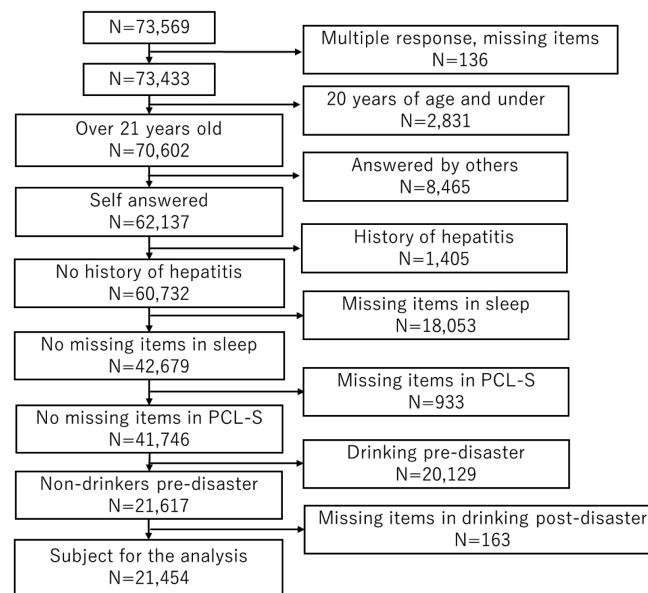 N=73,569
Multiple response, missing items
N=136
N=73,433
20 years of age and under
N=2,831
Over 21 years old
N=70,602
Answered by others
N=8,465
Self answered
N=62,137
History of hepatitis
N=1,405
No history of hepatitis
N=60,732
Missing items in sleep
N=18,053
No missing items in sleep
N=42,679
Missing items in PCL-S
N=933
No missing items in PCL-S
N=41,746
Drinking pre-disaster
N=20,129
Non-drinkers pre-disaster
N=21,617
Missing items in drinking post-disaster
N=163
Subject for the analysis
N=21,454